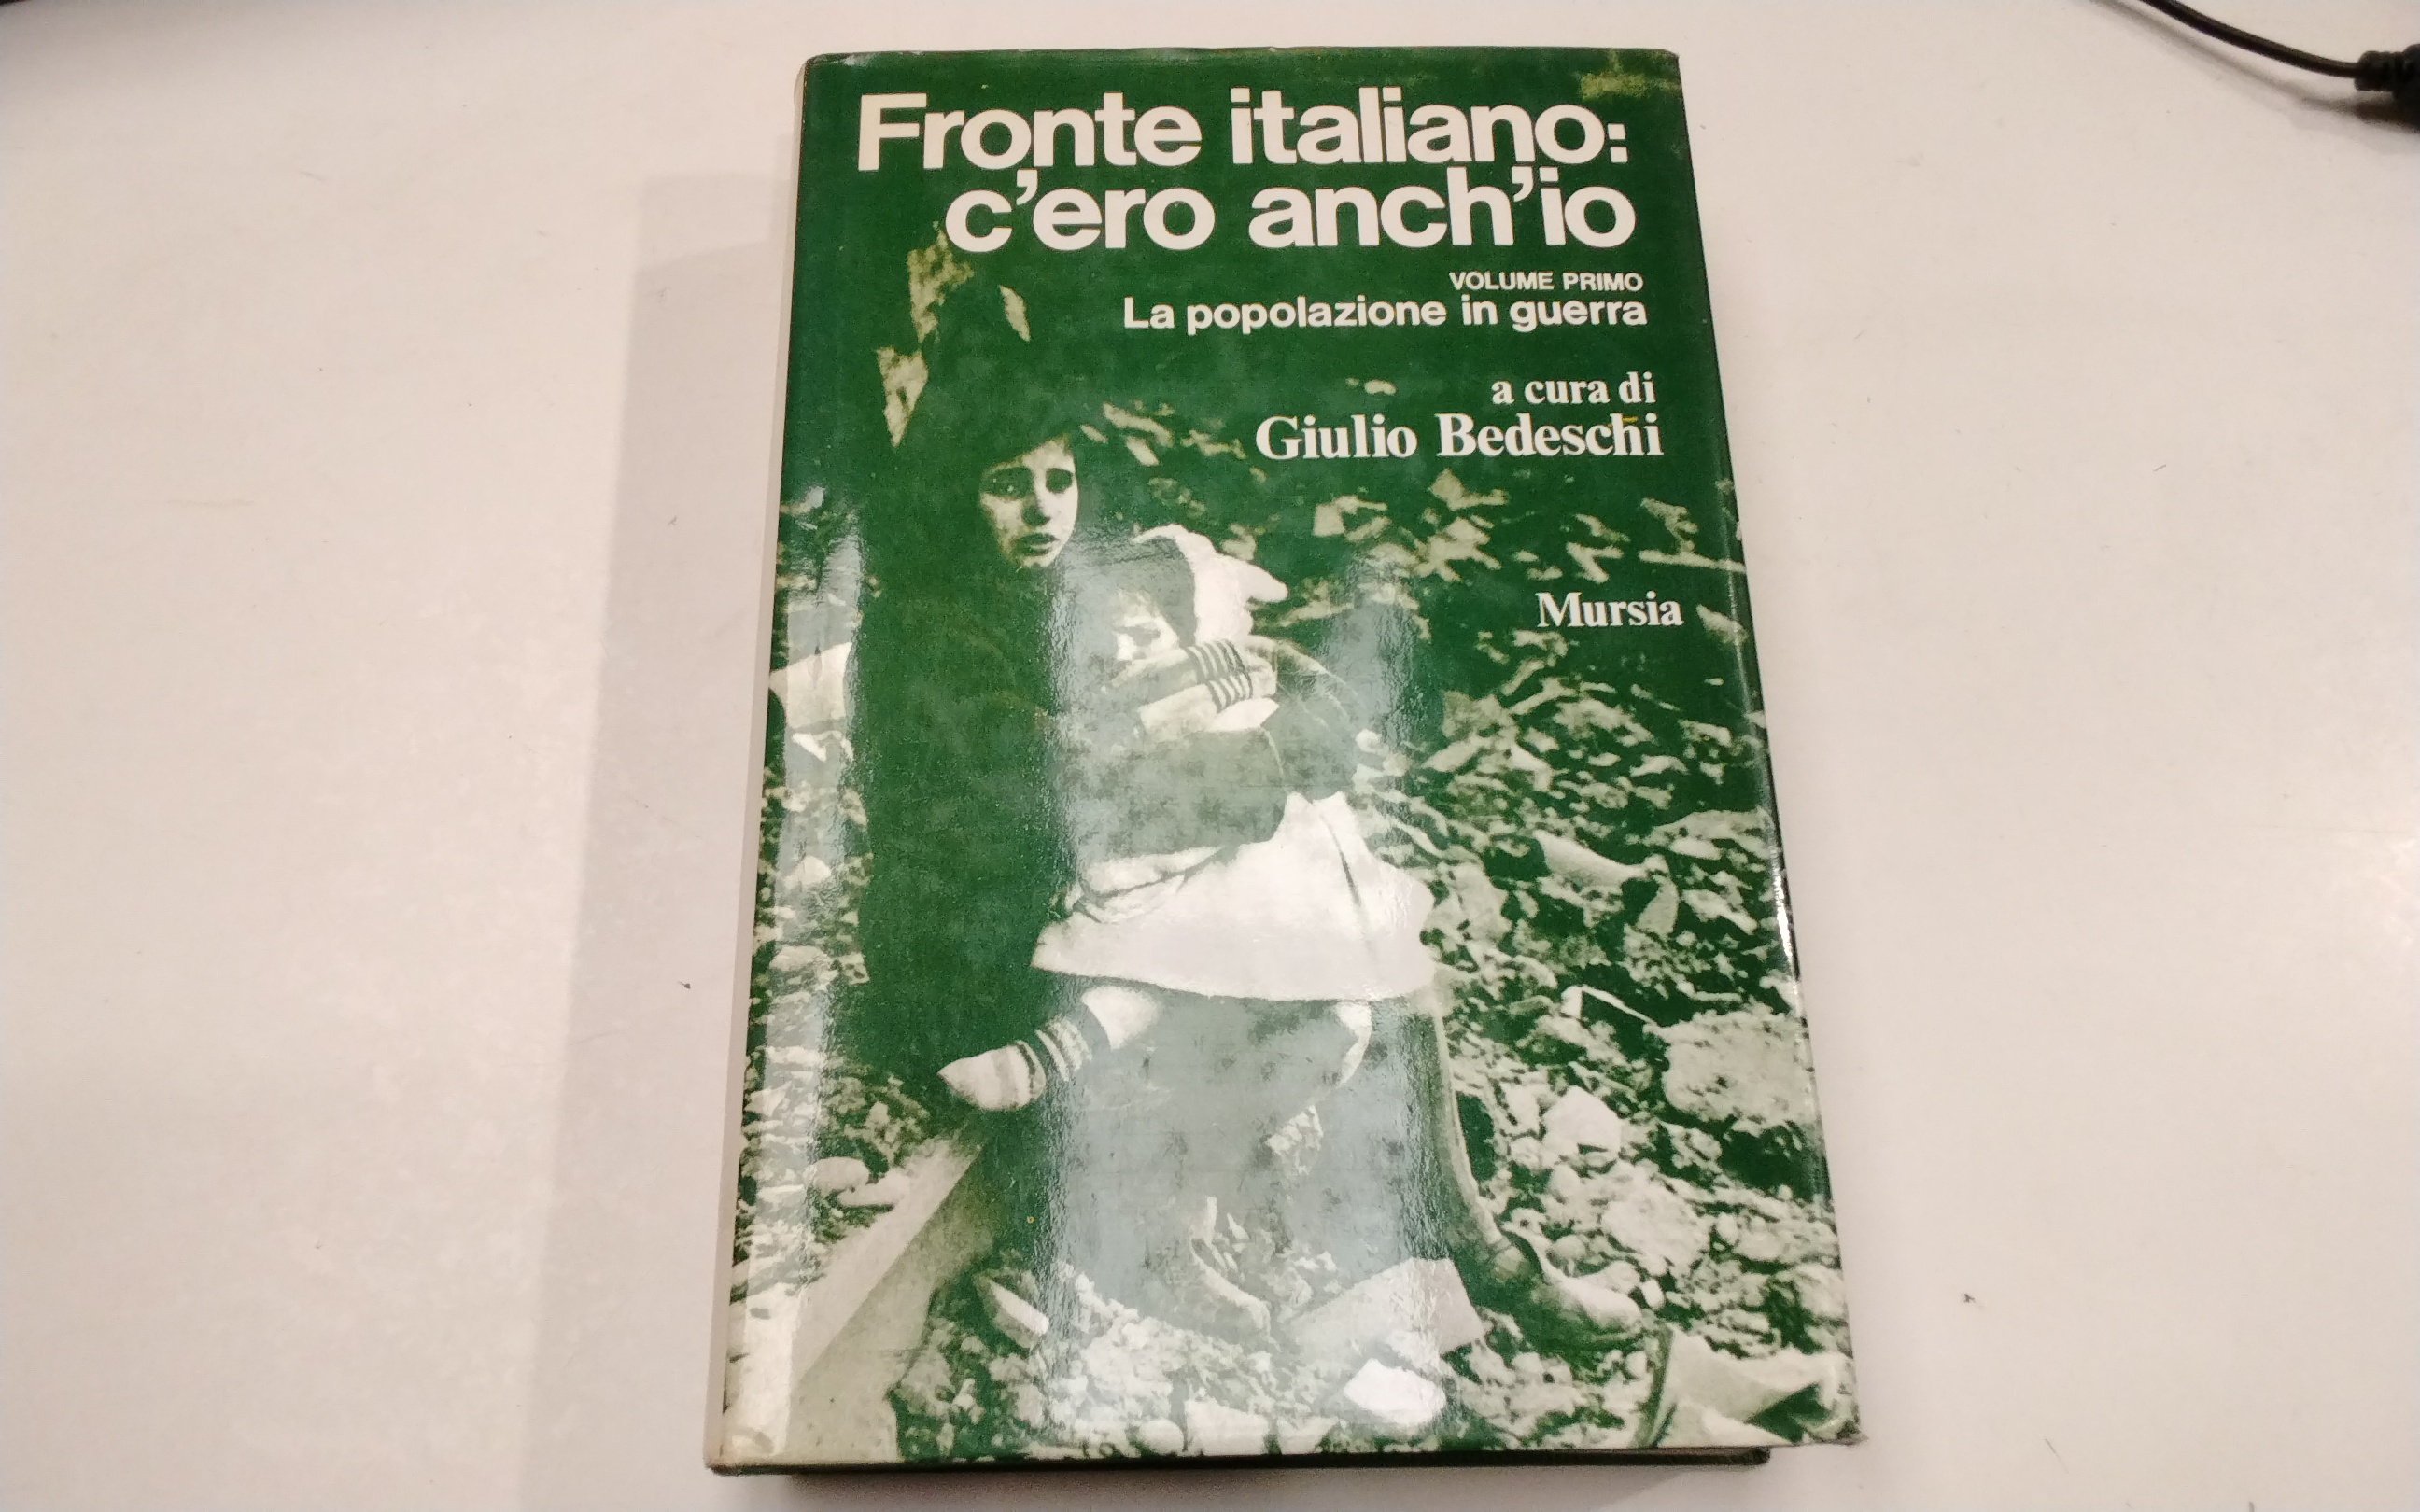 Fronte italiano:
c'ero anch'io
VOLUME PRIMO
La popolazione in guerra
a cura di
Giulio Bedeschi
Mursia